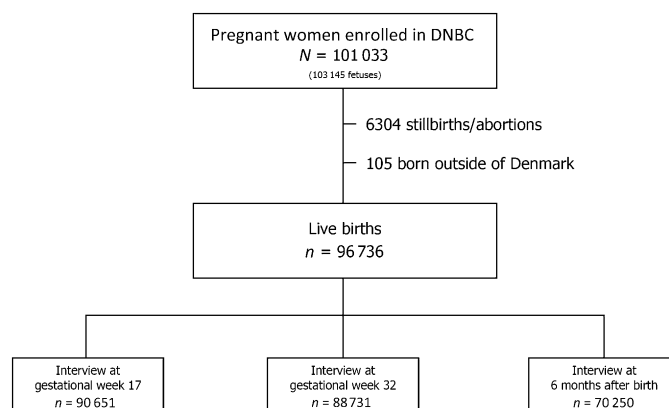 Pregnant women enrolled in DNBC
N = 101 033
(103 145 fetuses)
6304 stillbirths/abortions
105 born outside of Denmark
Live births
n = 96 736
Interview at
gestational week 17
n = 90 651
Interview at
gestational week 32
n = 88 731
Interview at
6 months after birth
n = 70 250